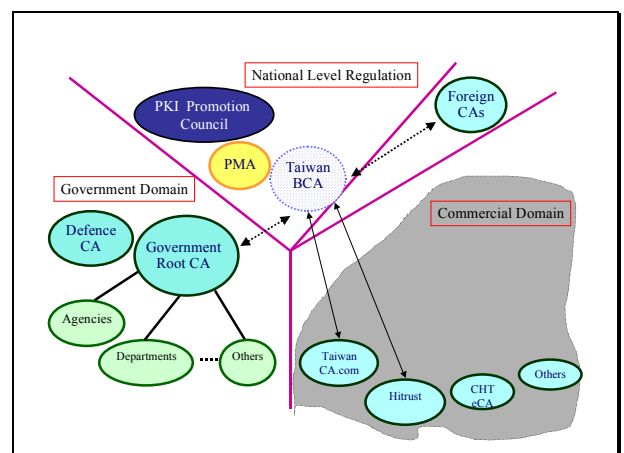 National Level Regulation
PKI Promotion
Council
Foreign
CAs
PMA
Taiwan
BCA
Government Domain
Commercial Domain
Defence
CA
Government
Root CA
Agencies
Departments
Others
Taiwan
CA.com
Hitrust
CHT
eCA
Others